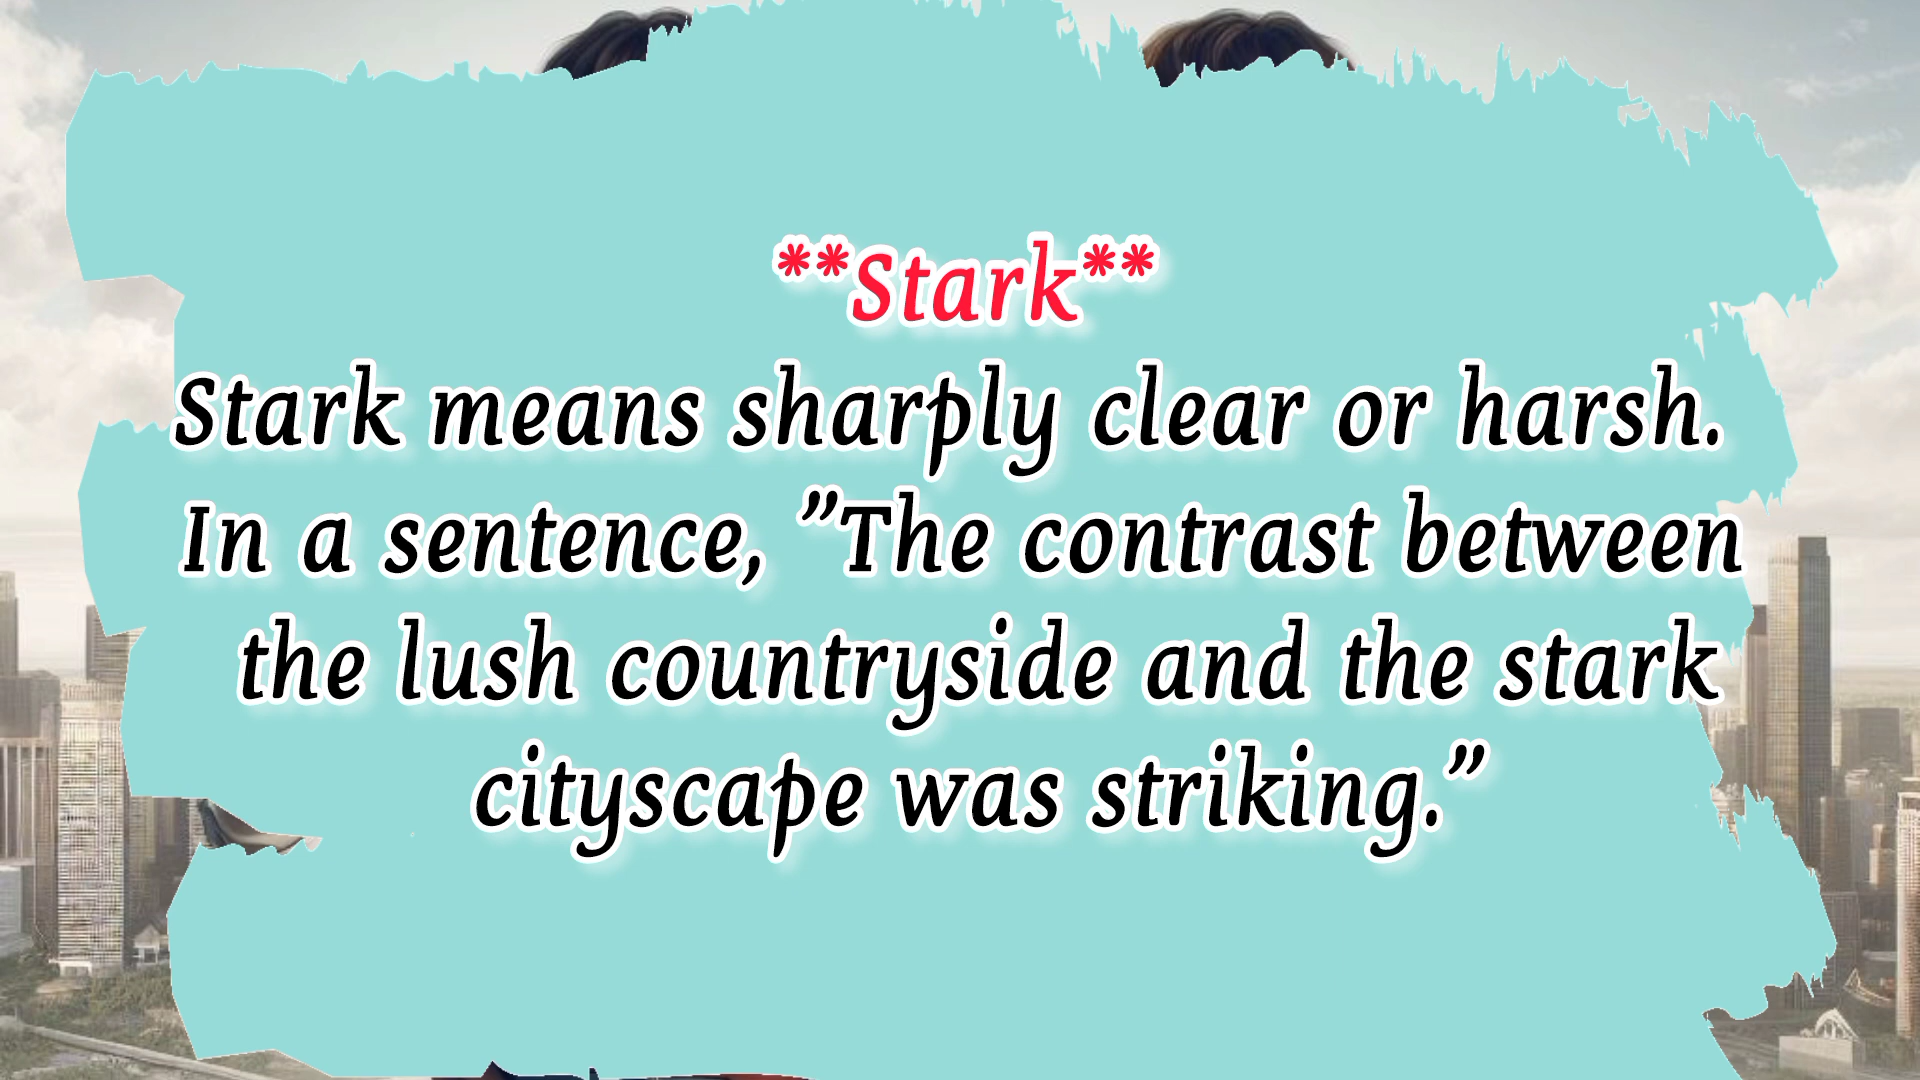 **Stark**
Stark means sharply clear or harsh.
In a sentence, ”The contrast between
the lush countryside and the stark
cityscape was striking.”